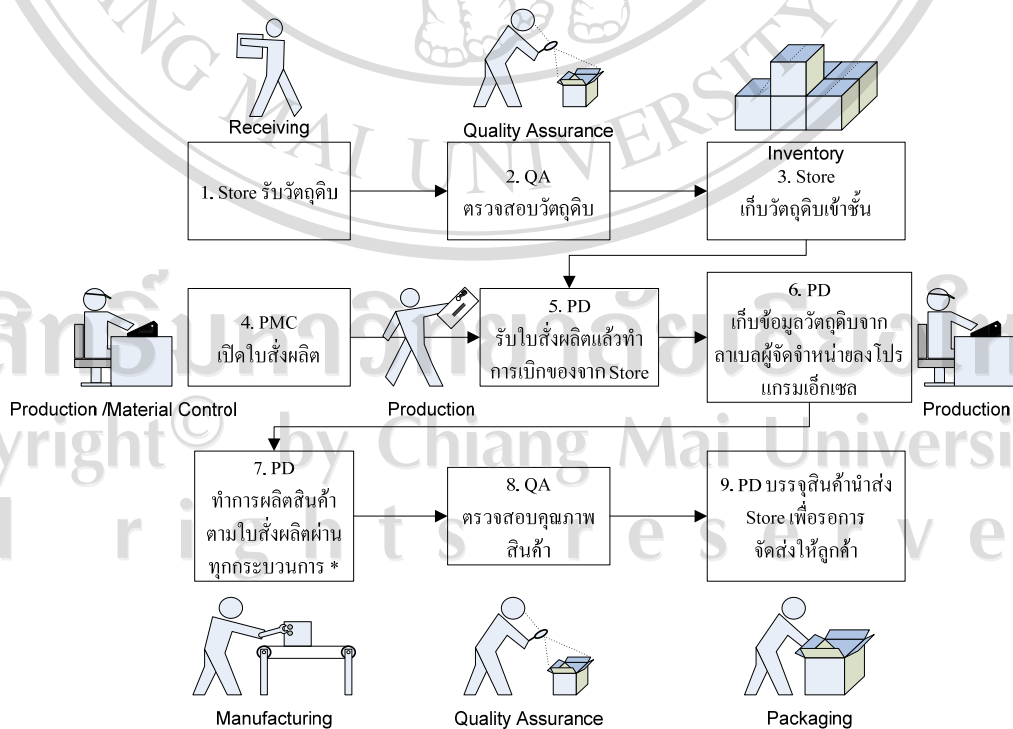 Receiving
Quality Assurance
1. Store รับวัตถุดิบ
2. QA
ตรวจสอบวัตถุดิบ
Inventory
3. Store
เก็บวัตถุดิบเข้าชั้น
4. PMC
เปิดใบสั่งผลิต
5. PD
รับใบสั่งผลิตแล้วทำ
การเบิกของจาก Store
6. PD
เก็บข้อมูลวัตถุดิบจาก
ลาเบลผู้จัดจำหน่ายลงโปร
แกรมเอ็กเซล
Production /Material Control
Production
Production
7. PD
ทำการผลิตสินค้า
ตามใบสั่งผลิตผ่าน
ทุกกระบวนการ *
8. QA
ตรวจสอบคุณภาพ
สินค้า
9. PD บรรจุสินค้านำส่ง
Store เพื่อรอการ
จัดส่งให้ลูกค้า
Manufacturing
Quality Assurance
Packaging
MAI UNIVERSITY
yright© by Chiang Mai Universi
l rights reserve